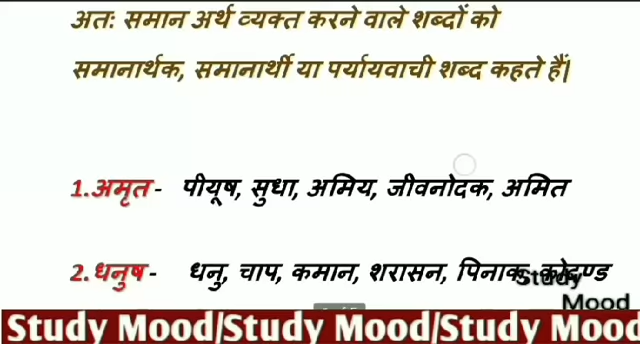 अतः समान अर्थ व्यक्त करने वाले शब्दों को
समानार्थक, समानार्थी या पर्यायवाची शब्द कहते हैं|
1.अमृत - पीयूष, सुधा, अमिय, जीवनोदक, अमित
2.धनुष - धनु, चाप, कमान, शरासन, पिनाक, कोदण्ड
Study
Mood
Study Mood/Study Mood/Study Mood